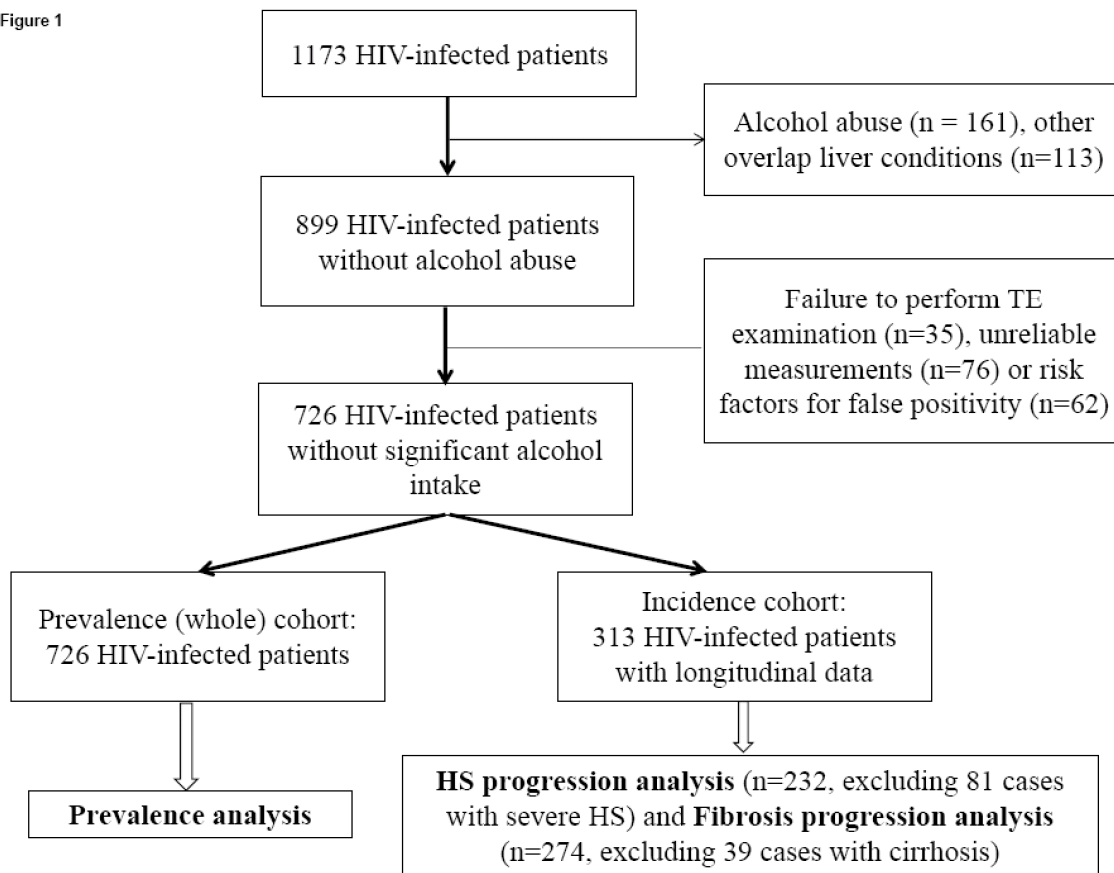 Figure 1
1173 HIV-infected patients
Alcohol abuse (n = 161), other
overlap liver conditions (n=113)
899 HIV-infected patients
without alcohol abuse
Failure to perform TE
examination (n=35), unreliable
measurements (n=76) or risk
factors for false positivity (n=62)
726 HIV-infected patients
without significant alcohol
intake
Prevalence (whole) cohort:
726 HIV-infected patients
Incidence cohort:
313 HIV-infected patients
with longitudinal data
Prevalence analysis
HS progression analysis (n=232, excluding 81 cases
with severe HS) and Fibrosis progression analysis
(n=274, excluding 39 cases with cirrhosis)